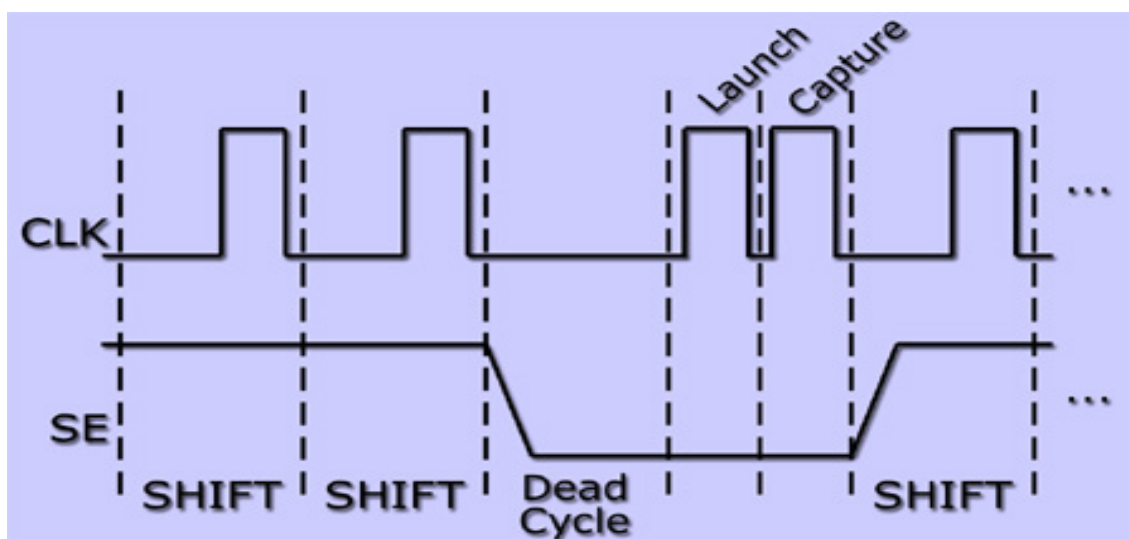 Launch
Capture
CLK
...
SE
...
SHIFT
SHIFT
Dead
Cycle
SHIFT